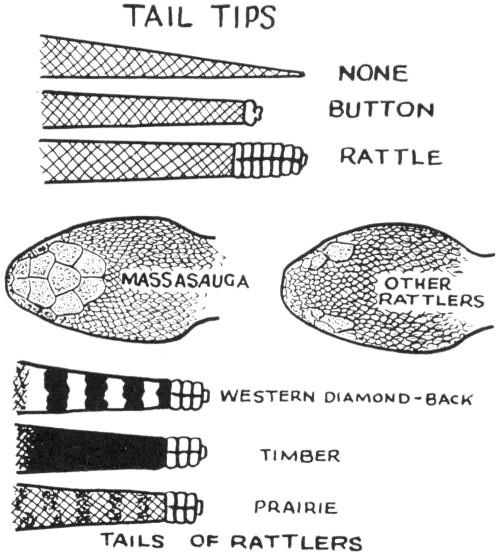 TAIL TIPS
NONE
BUTTON
RATTLE
MASSASAUGA
OTHER
RATTLERS
WESTERN DIAMOND-BACK
TIMBER
PRAIRIE
TAILS OF RATTLERS